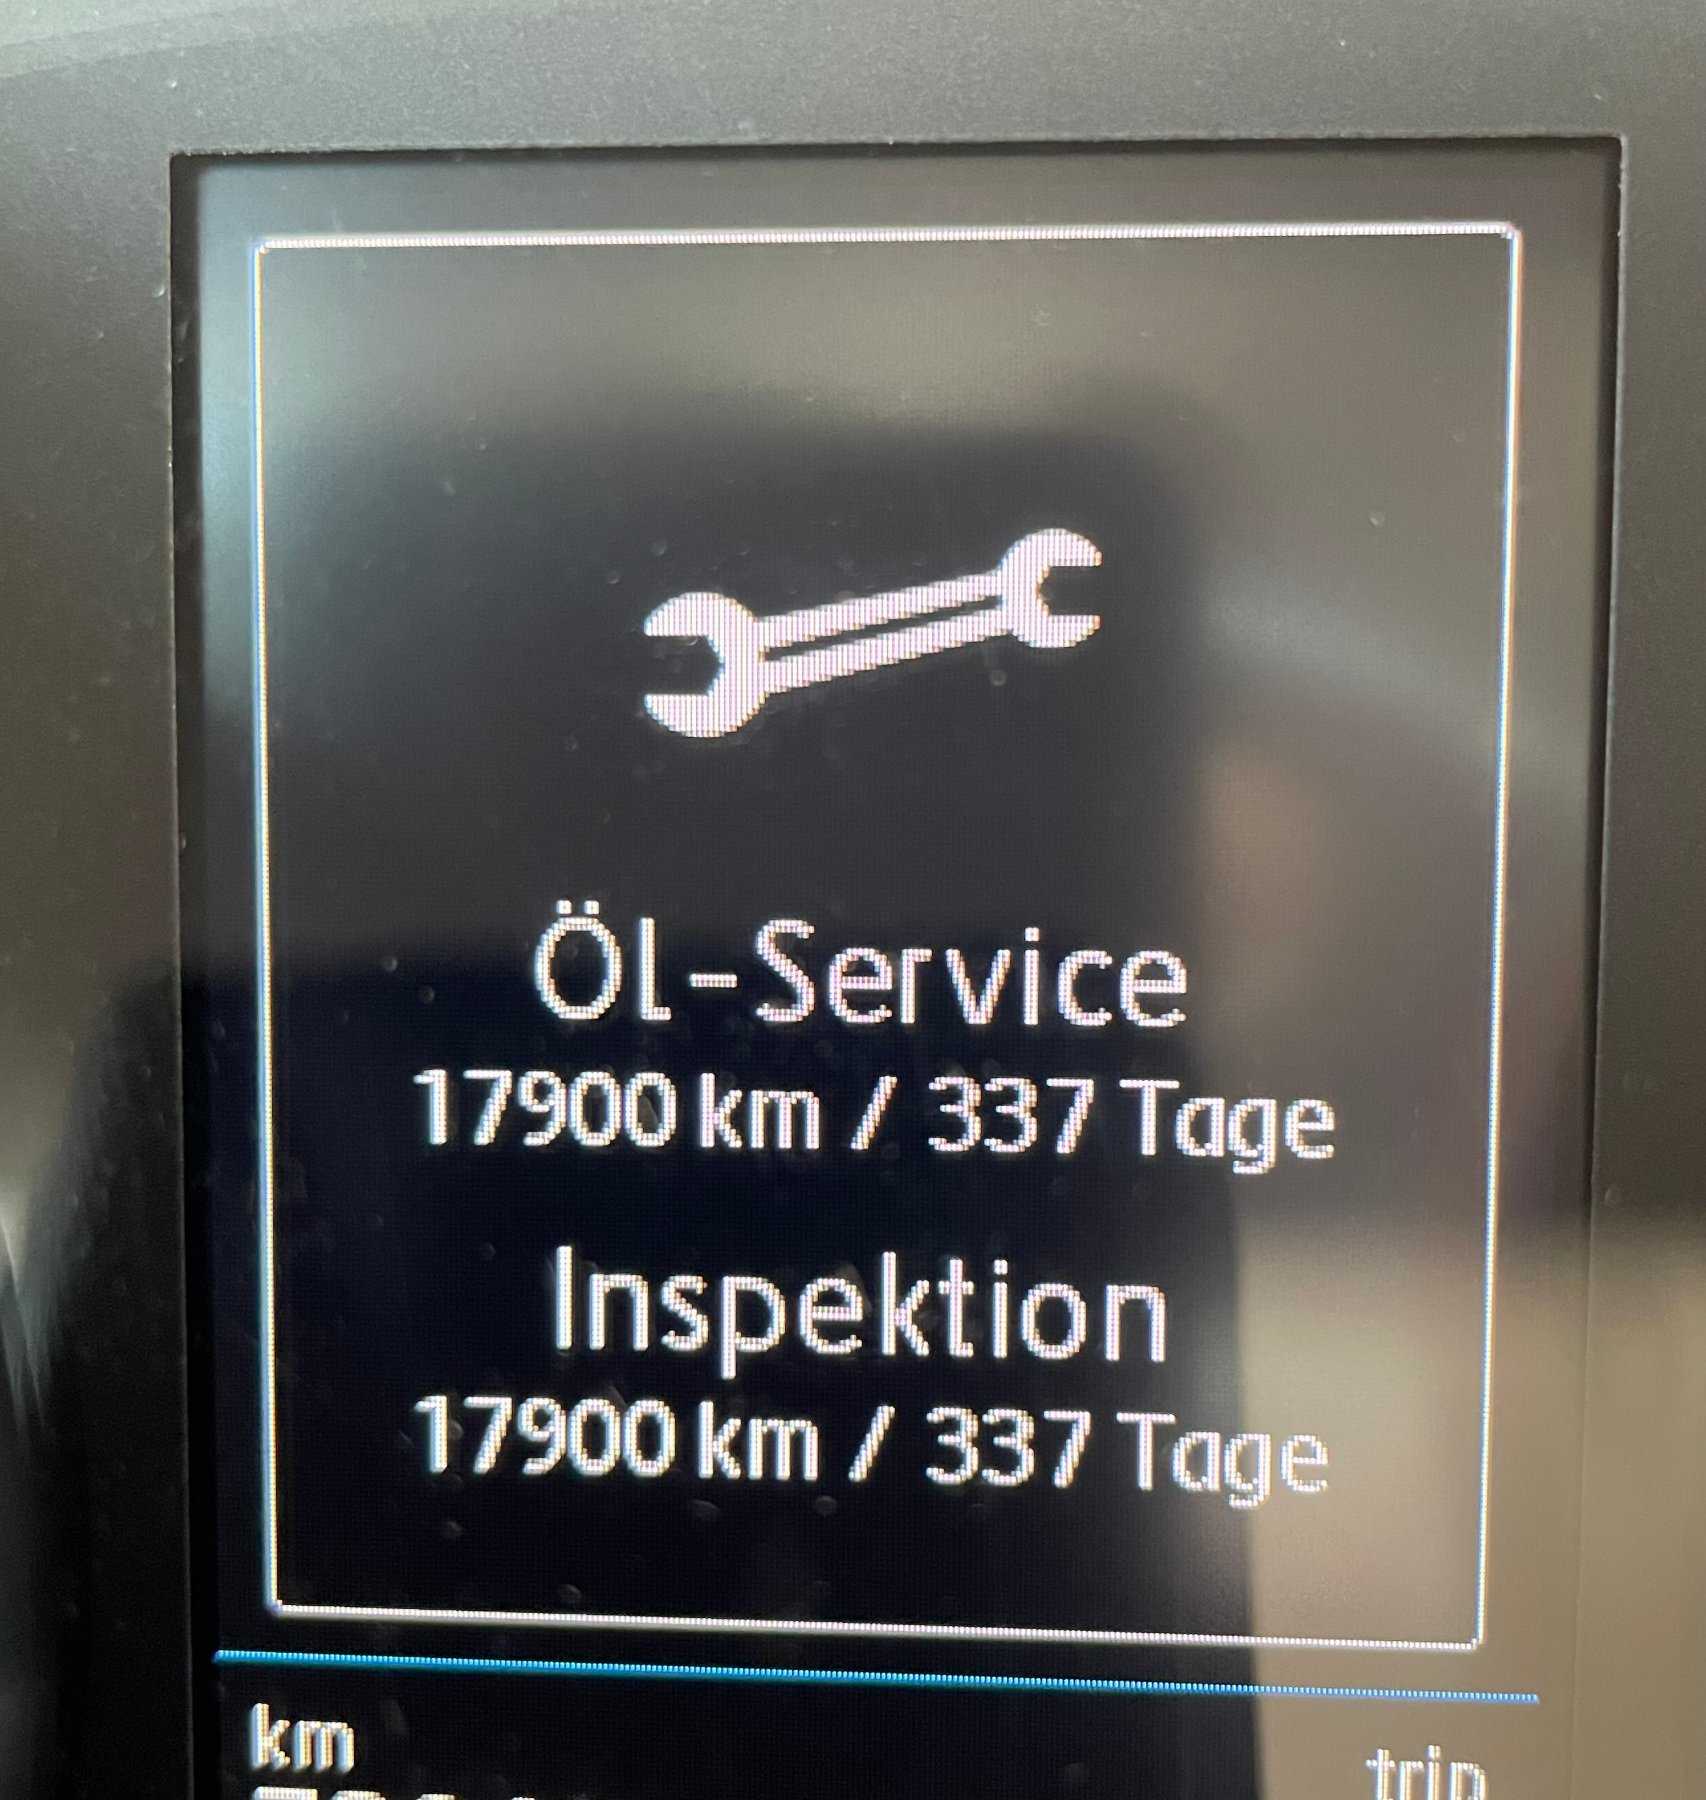 Öl-Service
17900 km / 337 Tage
Inspektion
17900 km / 337 Tage
km
trip